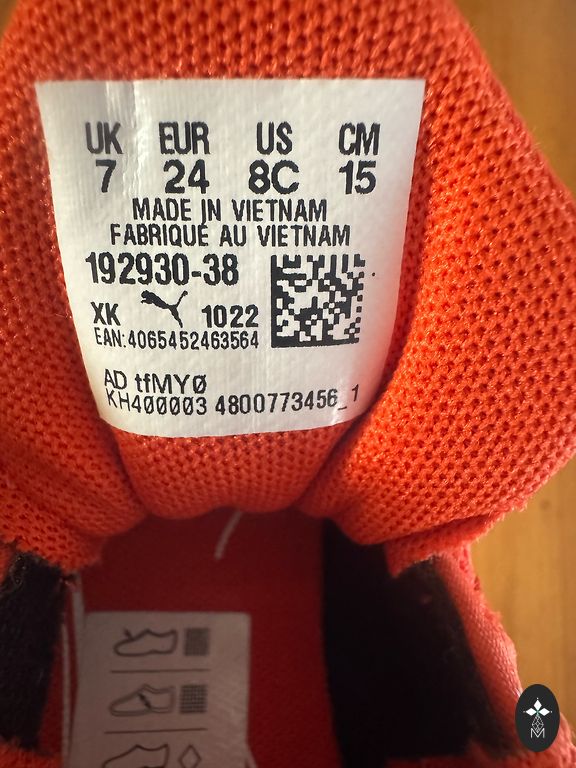 UK EUR US CM
7 24 8C 15
MADE IN VIETNAM
FABRIQUÉ AU VIETNAM
192930-38
XK 1022
EAN:4065452463564
AD tfMYØ
KH400003 4800773456_1
M